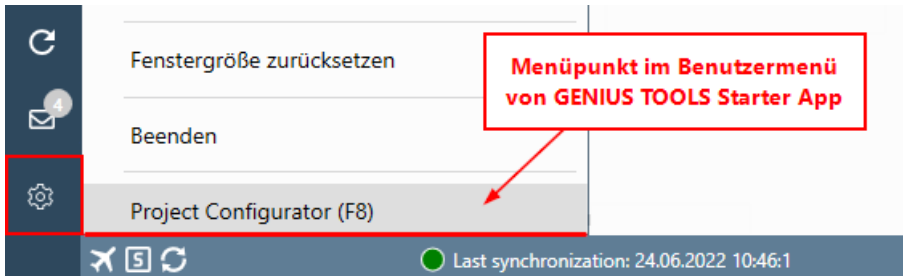 Fenstergröße zurücksetzen
Menüpunkt im Benutzermenü
von GENIUS TOOLS Starter App
4
Beenden
Project Configurator (F8)
S
Last synchronization: 24.06.2022 10:46:1